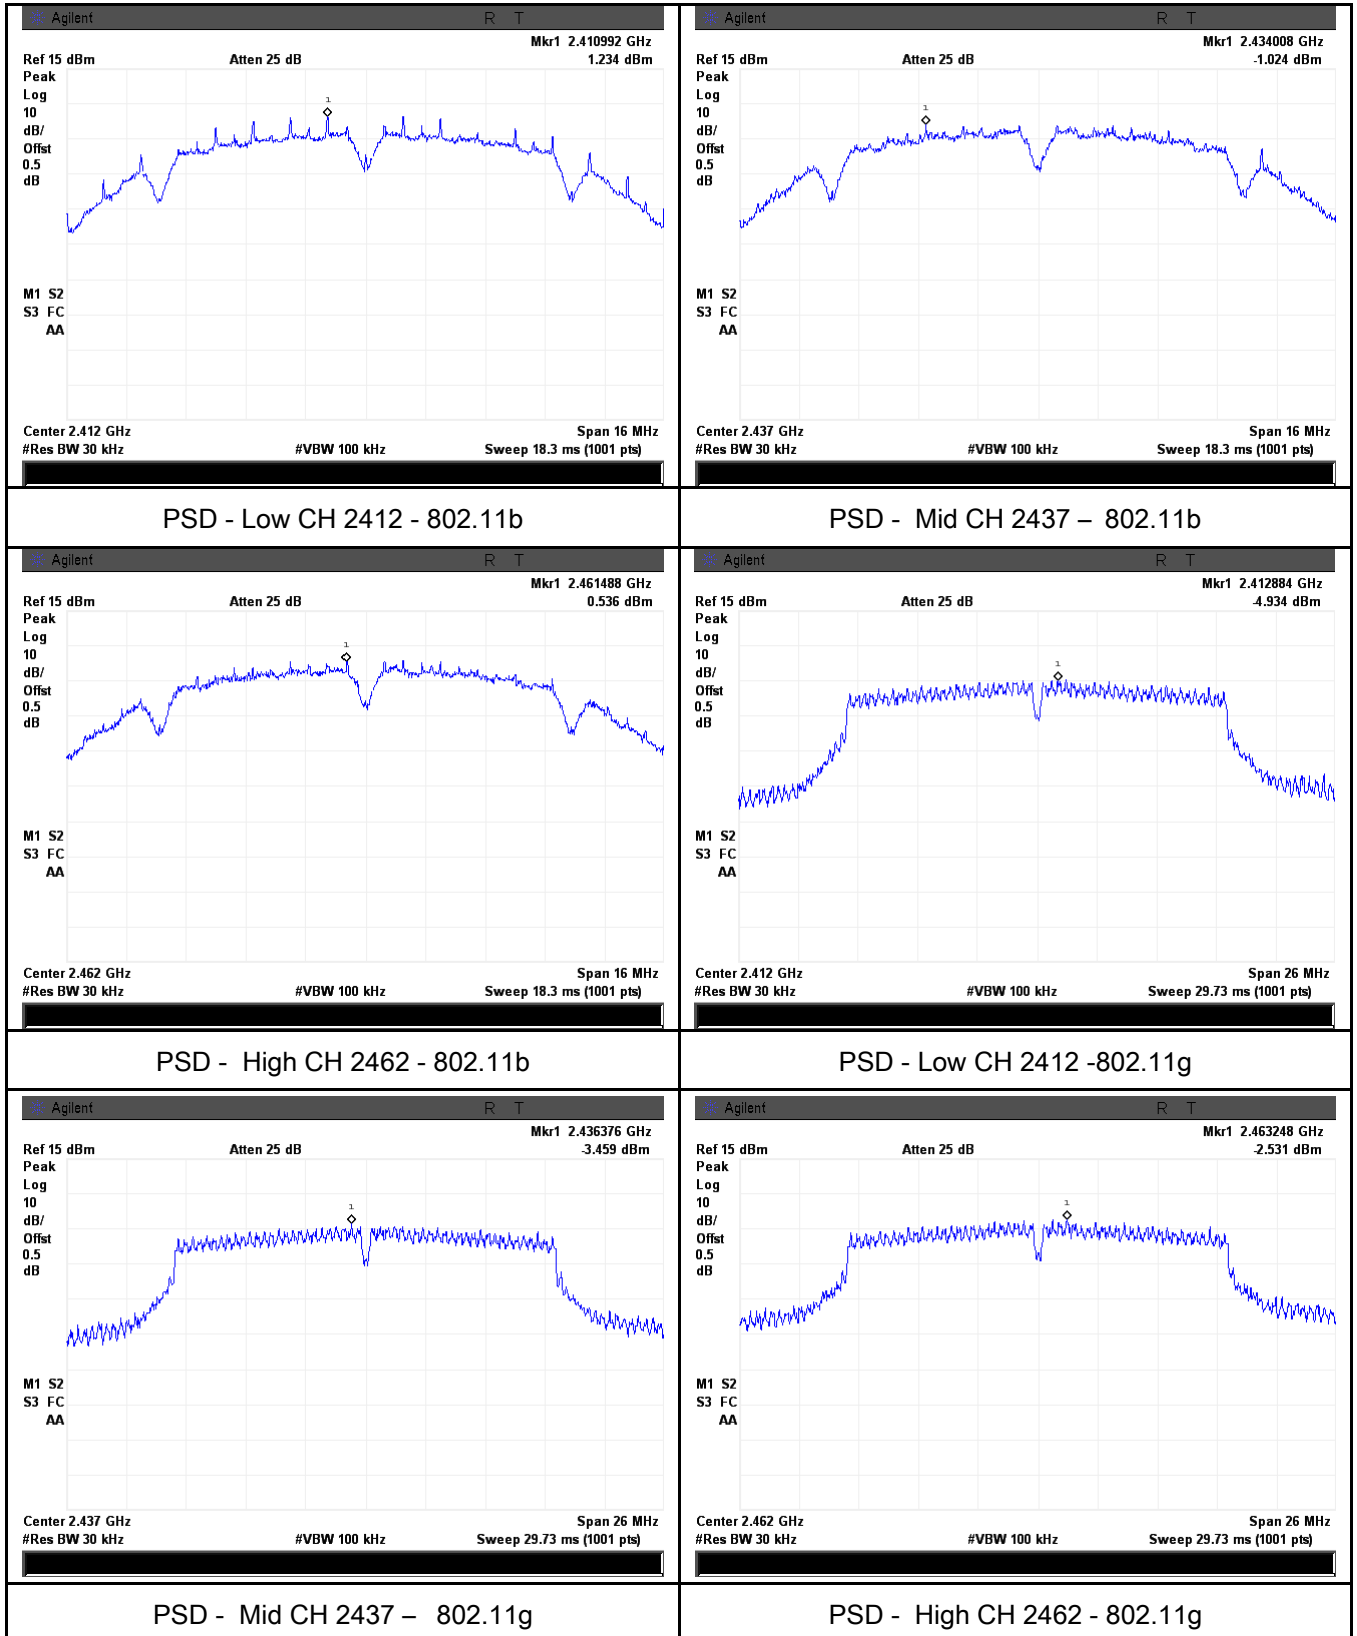 Agilent R T
Mkr1 2.410992 GHz
Ref 15 dBm Atten 25 dB 1.234 dBm
Peak
Log
10
dB/
Offst
0.5
dB
1
M1 S2
S3 FC
AA
Center 2.412 GHz Span 16 MHz
#Res BW 30 kHz #VBW 100 kHz Sweep 18.3 ms (1001 pts)
PSD - Low CH 2412 - 802.11b
Agilent R T
Mkr1 2.434008 GHz
Ref 15 dBm Atten 25 dB -1.024 dBm
Peak
Log
10
dB/
Offst
0.5
dB
1
M1 S2
S3 FC
AA
Center 2.437 GHz Span 16 MHz
#Res BW 30 kHz #VBW 100 kHz Sweep 18.3 ms (1001 pts)
PSD - Mid CH 2437 – 802.11b
Agilent R T
Mkr1 2.461488 GHz
Ref 15 dBm Atten 25 dB 0.536 dBm
Peak
Log
10
dB/
Offst
0.5
dB
1
M1 S2
S3 FC
AA
Center 2.462 GHz Span 16 MHz
#Res BW 30 kHz #VBW 100 kHz Sweep 18.3 ms (1001 pts)
PSD - High CH 2462 - 802.11b
Agilent R T
Mkr1 2.412884 GHz
Ref 15 dBm Atten 25 dB -4.934 dBm
Peak
Log
10
dB/
Offst
0.5
dB
1
M1 S2
S3 FC
AA
Center 2.412 GHz Span 26 MHz
#Res BW 30 kHz #VBW 100 kHz Sweep 29.73 ms (1001 pts)
PSD - Low CH 2412 -802.11g
Agilent R T
Mkr1 2.436376 GHz
Ref 15 dBm Atten 25 dB -3.459 dBm
Peak
Log
10
dB/
Offst
0.5
dB
1
M1 S2
S3 FC
AA
Center 2.437 GHz Span 26 MHz
#Res BW 30 kHz #VBW 100 kHz Sweep 29.73 ms (1001 pts)
PSD - Mid CH 2437 – 802.11g
Agilent R T
Mkr1 2.463248 GHz
Ref 15 dBm Atten 25 dB -2.531 dBm
Peak
Log
10
dB/
Offst
0.5
dB
1
M1 S2
S3 FC
AA
Center 2.462 GHz Span 26 MHz
#Res BW 30 kHz #VBW 100 kHz Sweep 29.73 ms (1001 pts)
PSD - High CH 2462 - 802.11g